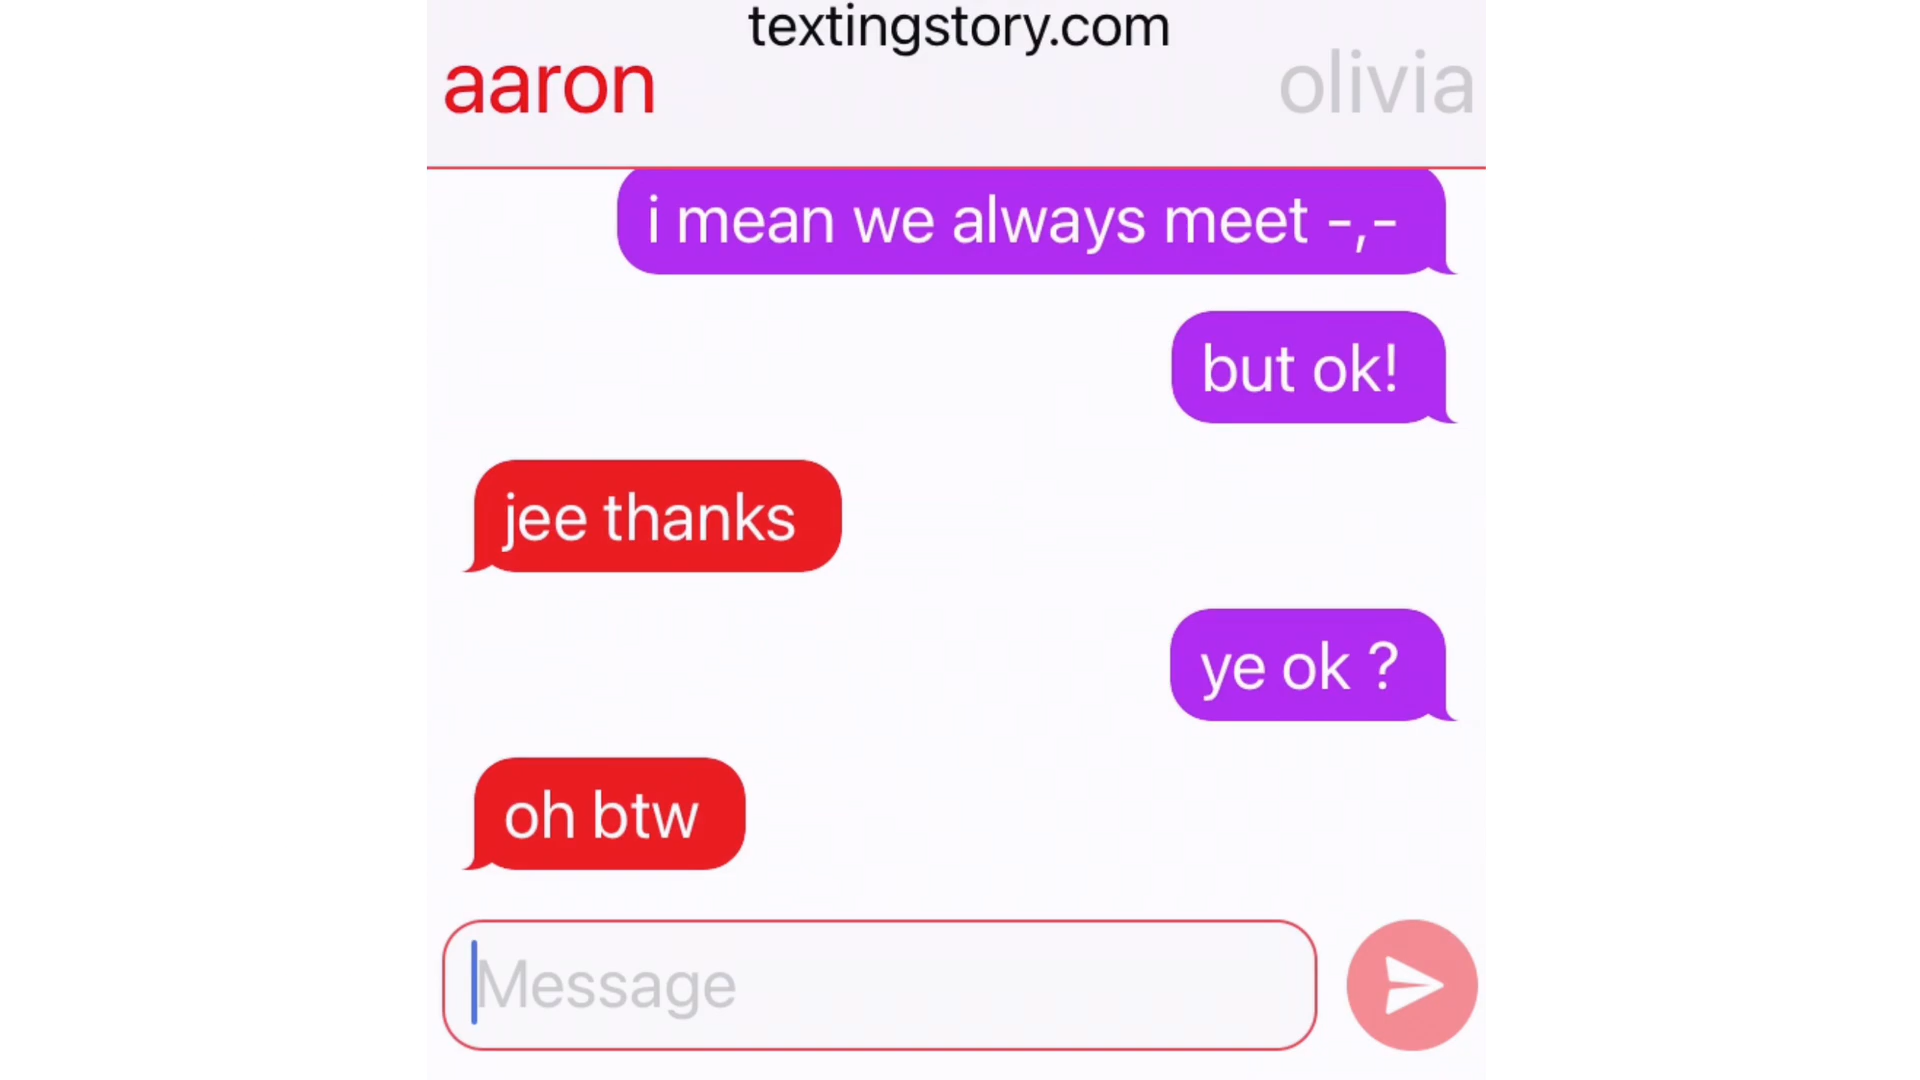 textingstory.com
aaron olivia
i mean we always meet -,-
but ok!
jee thanks
ye ok ?
oh btw
Message